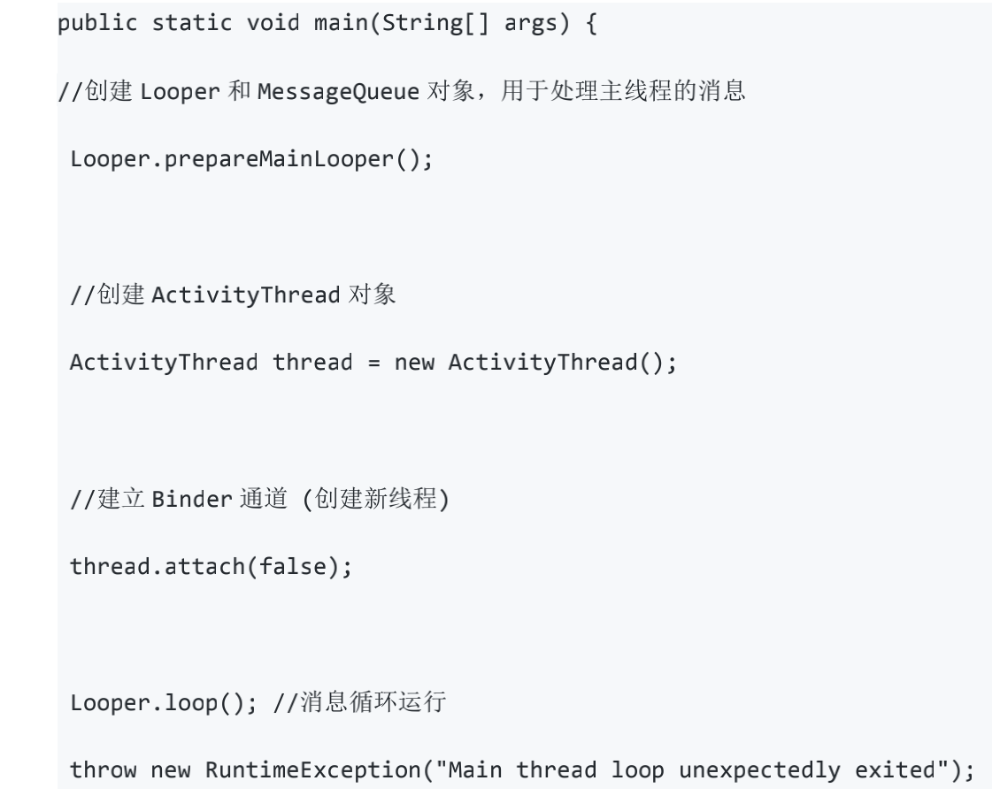 public static void main(String[] args) {
//创建 Looper 和 MessageQueue 对象，用于处理主线程的消息
Looper.prepareMainLooper();
//创建 ActivityThread 对象
ActivityThread thread = new ActivityThread();
//建立 Binder 通道 (创建新线程)
thread.attach(false);
Looper.loop(); //消息循环运行
throw new RuntimeException("Main thread loop unexpectedly exited");